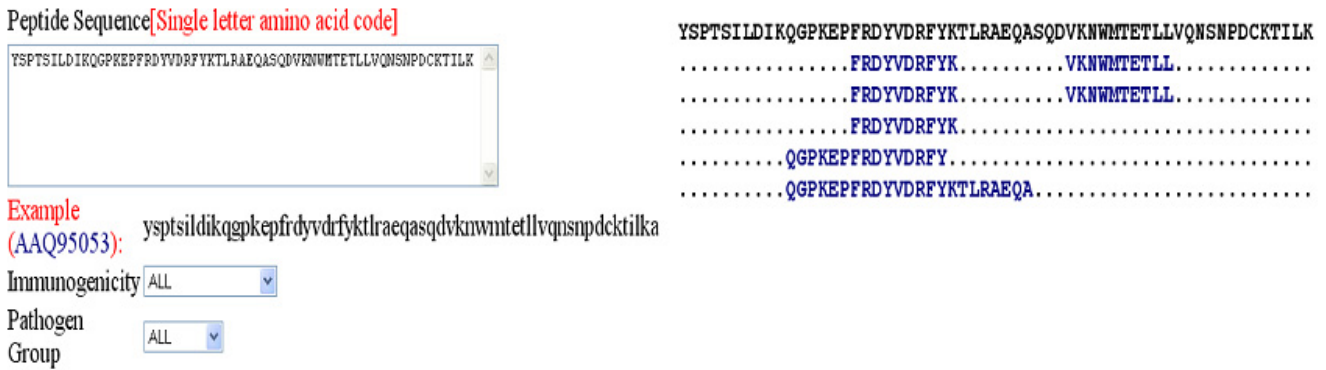 Peptide Sequence[Single letter amino acid code]
YSPTSILDIKQGPKEPFRDYVDRFYKTLRAEQASQDVKNWMTETLLVQNSNPDCKTILK
Example
(AAQ95053):
ysptsildikqgpkepfrdyvdrfyktlraeqasqdvknwmtetllvqnsnpdcktilka
Immunogenicity ALL
Pathogen
Group
ALL
YSPTSILDIKQGPKEPFRDYVDRFYKTLRAEQASQDVKNWMTETLLVQNSNPDCKTILK
................FRDYVDRFYK..........VKNWMTETLL.............
................FRDYVDRFYK..........VKNWMTETLL.............
................FRDYVDRFYK.................................
..........QGPKEPFRDYVDRFY..................................
..........QGPKEPFRDYVDRFYKTLRAEQA..........................